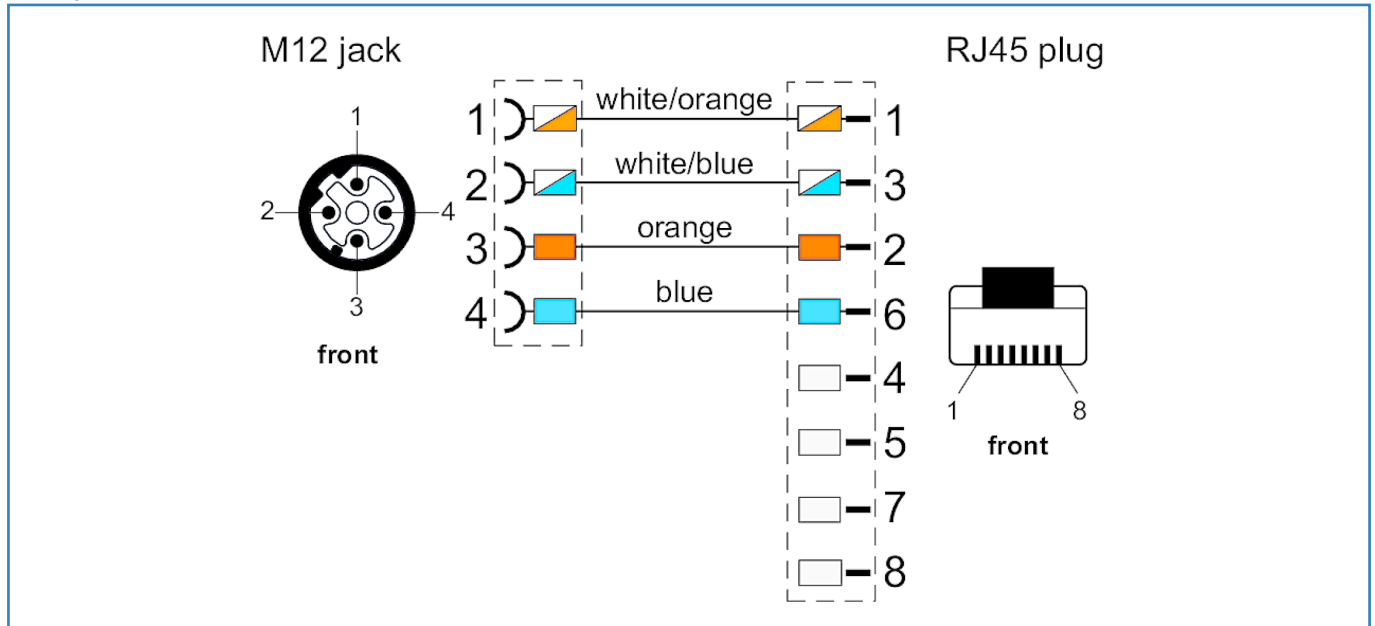 M12 jack
RJ45 plug
1
2
4
3
front
1 white/orange 1
2 white/blue 3
3 orange 2
4 blue 6
4
5
7
8
1 8
front